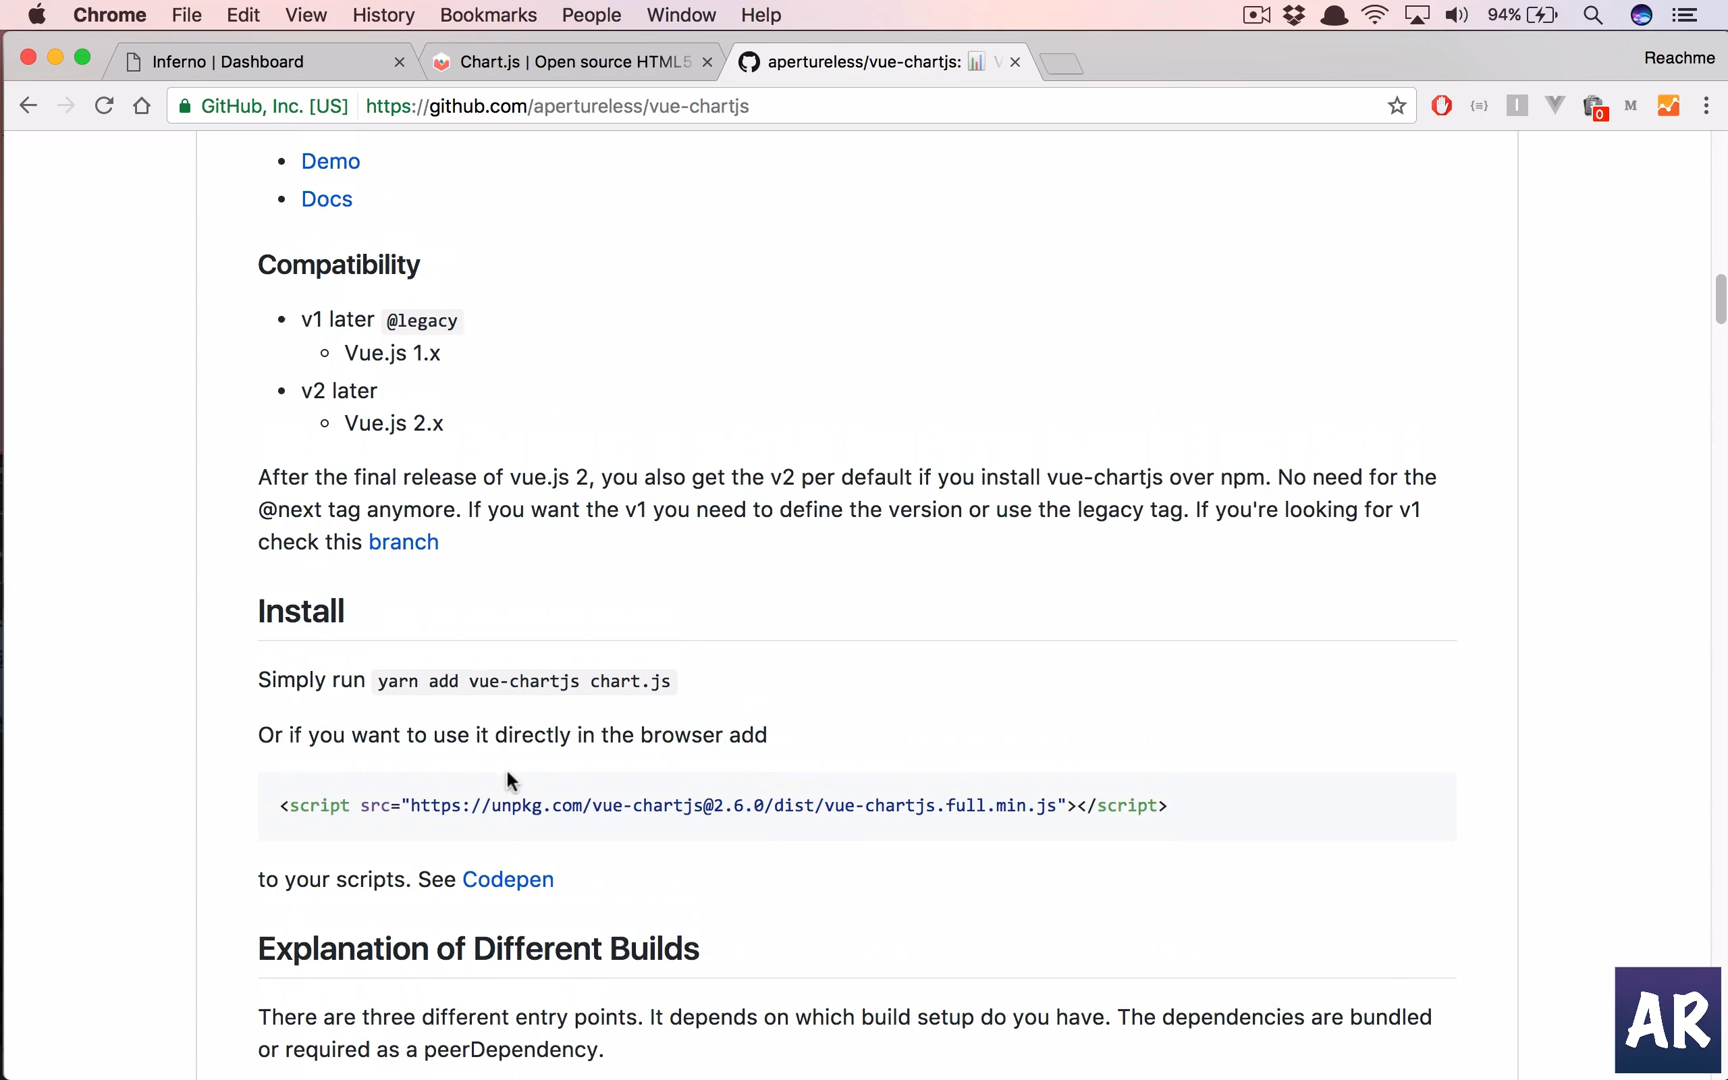 Chrome File Edit View History Bookmarks People Window Help 94%
Inferno | Dashboard Chart.js | Open source HTML5 apertureless/vue-chartjs: Reachme
GitHub, Inc. [US] https://github.com/apertureless/vue-chartjs
Demo
Docs
Compatibility
v1 later @legacy
Vue.js 1.x
v2 later
Vue.js 2.x
After the final release of vue.js 2, you also get the v2 per default if you install vue-chartjs over npm. No need for the
@next tag anymore. If you want the v1 you need to define the version or use the legacy tag. If you're looking for v1
check this branch
Install
Simply run yarn add vue-chartjs chart.js
Or if you want to use it directly in the browser add
<script src="https://unpkg.com/vue-chartjs@2.6.0/dist/vue-chartjs.full.min.js"></script>
to your scripts. See Codepen
Explanation of Different Builds
There are three different entry points. It depends on which build setup do you have. The dependencies are bundled
or required as a peerDependency.
AR